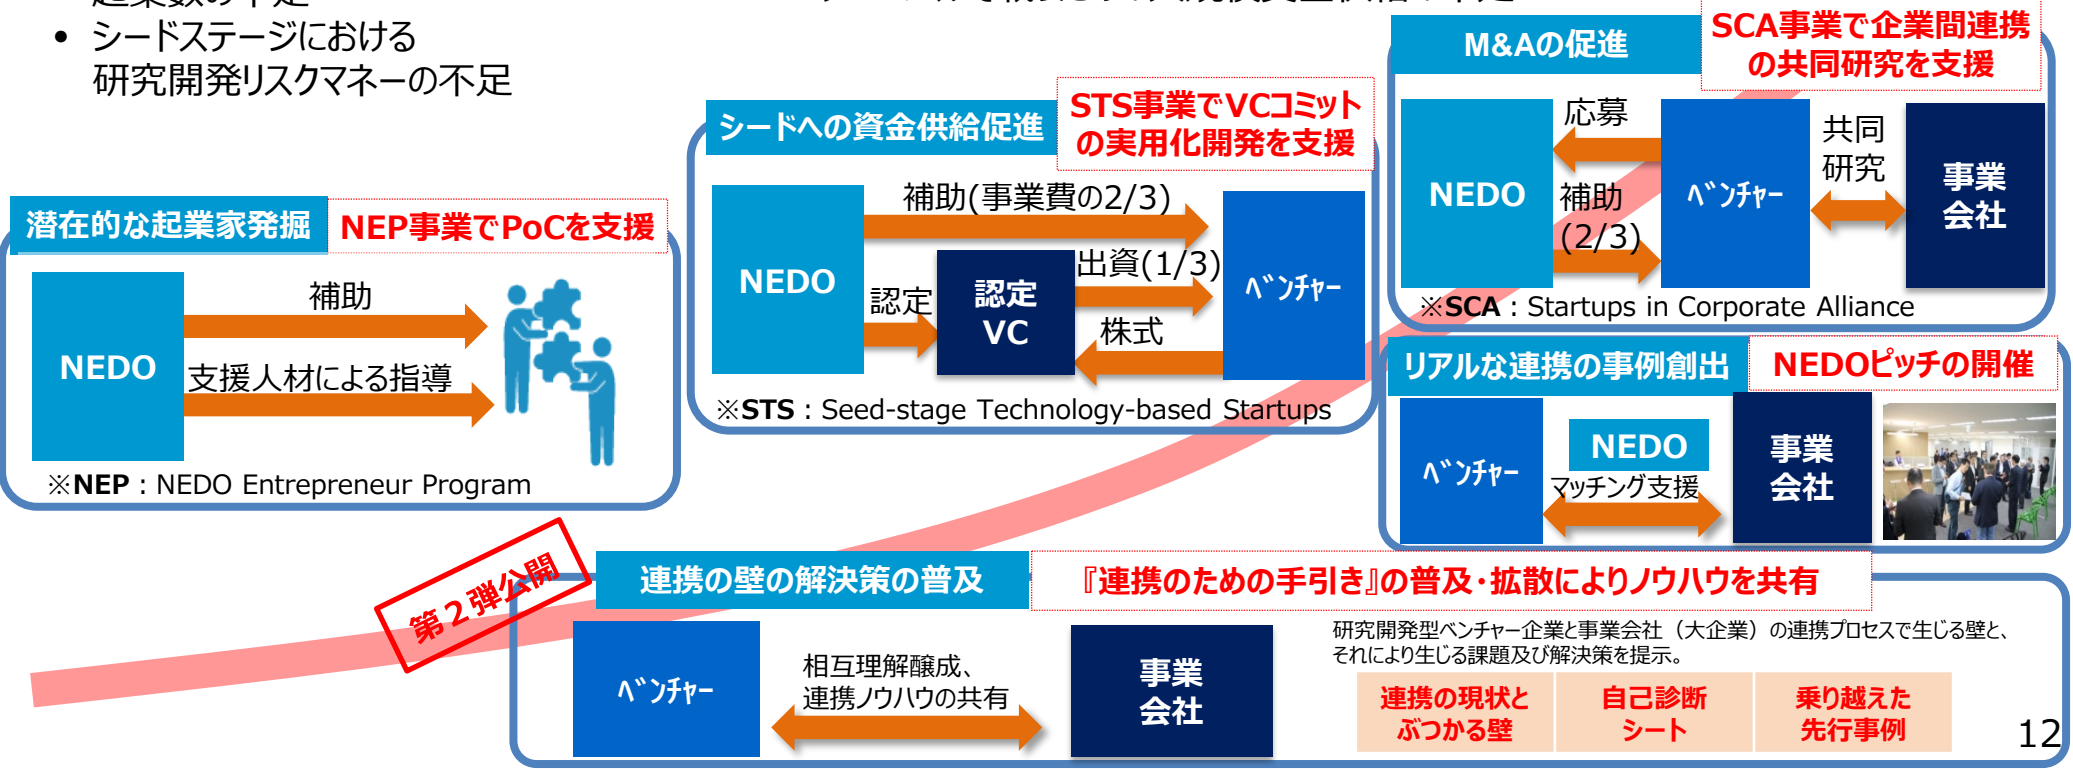 • シードステージにおける
研究開発リスクマネーの不足
潜在的な起業家発掘
NEP事業でPoCを支援
NEDO
補助
支援人材による指導
※NEP：NEDO Entrepreneur Program
シードへの資金供給促進
STS事業でVCコミット
の実用化開発を支援
NEDO
補助(事業費の2/3)
認定
認定
VC
出資(1/3)
株式
ﾍﾞﾝﾁｬｰ
※STS：Seed-stage Technology-based Startups
M&Aの促進
SCA事業で企業間連携
の共同研究を支援
NEDO
応募
補助
(2/3)
ﾍﾞﾝﾁｬｰ
共同
研究
事業
会社
※SCA：Startups in Corporate Alliance
リアルな連携の事例創出
NEDOピッチの開催
ﾍﾞﾝﾁｬｰ
NEDO
マッチング支援
事業
会社
第２弾公開
連携の壁の解決策の普及
『連携のための手引き』の普及・拡散によりノウハウを共有
ﾍﾞﾝﾁｬｰ
相互理解醸成、
連携ノウハウの共有
事業
会社
研究開発型ベンチャー企業と事業会社（大企業）の連携プロセスで生じる壁と、
それにより生じる課題及び解決策を提示。
連携の現状と
ぶつかる壁
自己診断
シート
乗り越えた
先行事例
12